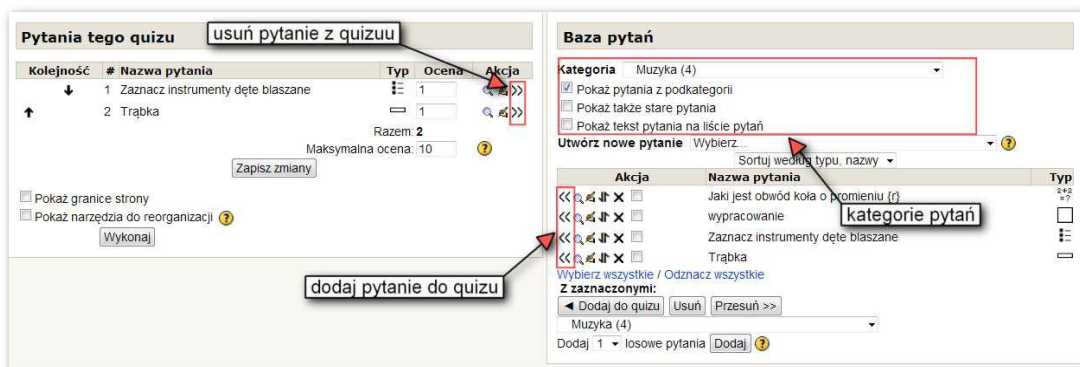 Pytania tego quizu
usuń pytanie z quizuu
Kolejność # Nazwa pytania Typ Ocena Akcja
1 Zaznacz instrumenty dęte blaszane 1
2 Trąbka 1
Razem: 2
Maksymalna ocena: 10
Zapisz zmiany
Pokaż granice strony
Pokaż narzędzia do reorganizacji
Wykonaj
dodaj pytanie do quizu
Baza pytań
Kategoria Muzyka (4)
Pokaż pytania z podkategorii
Pokaż także stare pytania
Pokaż tekst pytania na liście pytań
Utwórz nowe pytanie Wybierz...
Sortuj według typu, nazwy
Akcja Nazwa pytania Typ
Jaki jest obwód koła o promieniu {r} 2+2 =?
wypracowanie
kategorie pytań
Zaznacz instrumenty dęte blaszane
Trąbka
Wybierz wszystkie / Odznacz wszystkie
Z zaznaczonymi:
◄ Dodaj do quizu Usuń Przesuń >>
Muzyka (4)
Dodaj 1 losowe pytania Dodaj